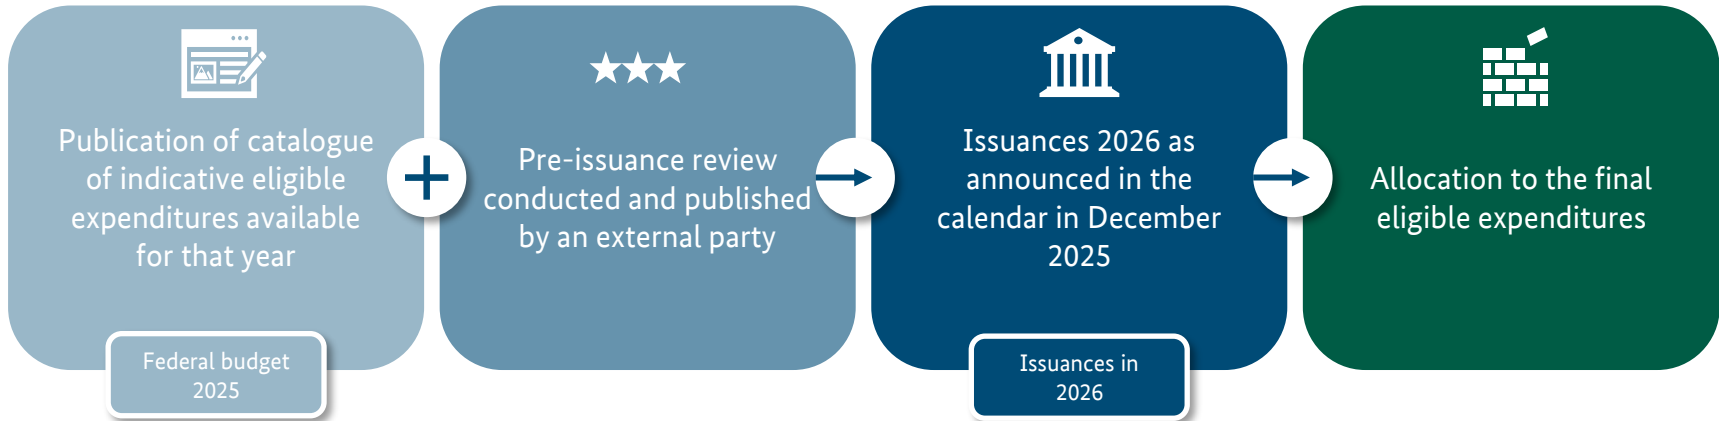 Publication of catalogue
of indicative eligible
expenditures available
for that year
Federal budget
2025
Pre-issuance review
conducted and published
by an external party
Issuances 2026 as
announced in the
calendar in December
2025
Issuances in
2026
Allocation to the final
eligible expenditures